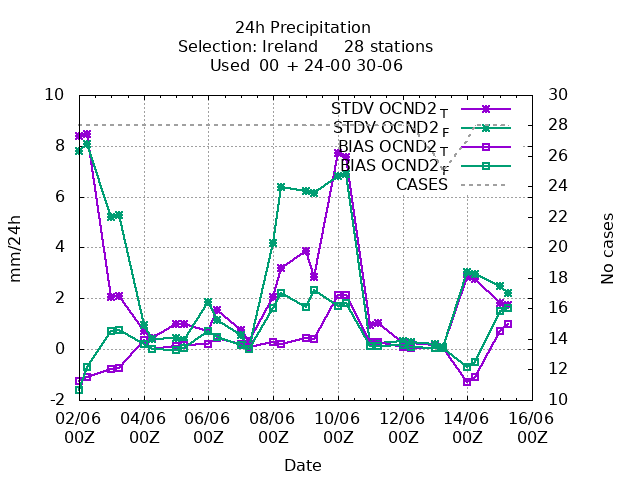 24h Precipitation
Selection: Ireland 28 stations
Used 00 + 24-00 30-06
STDV OCND2 T
STDV OCND2 F
BIAS OCND2 T
BIAS OCND2 F
CASES
mm/24h
10
8
6
4
2
0
-2
No cases
30
28
26
24
22
20
18
16
14
12
10
02/06 04/06 06/06 08/06 10/06 12/06 14/06 16/06
00Z 00Z 00Z 00Z 00Z 00Z 00Z 00Z
Date